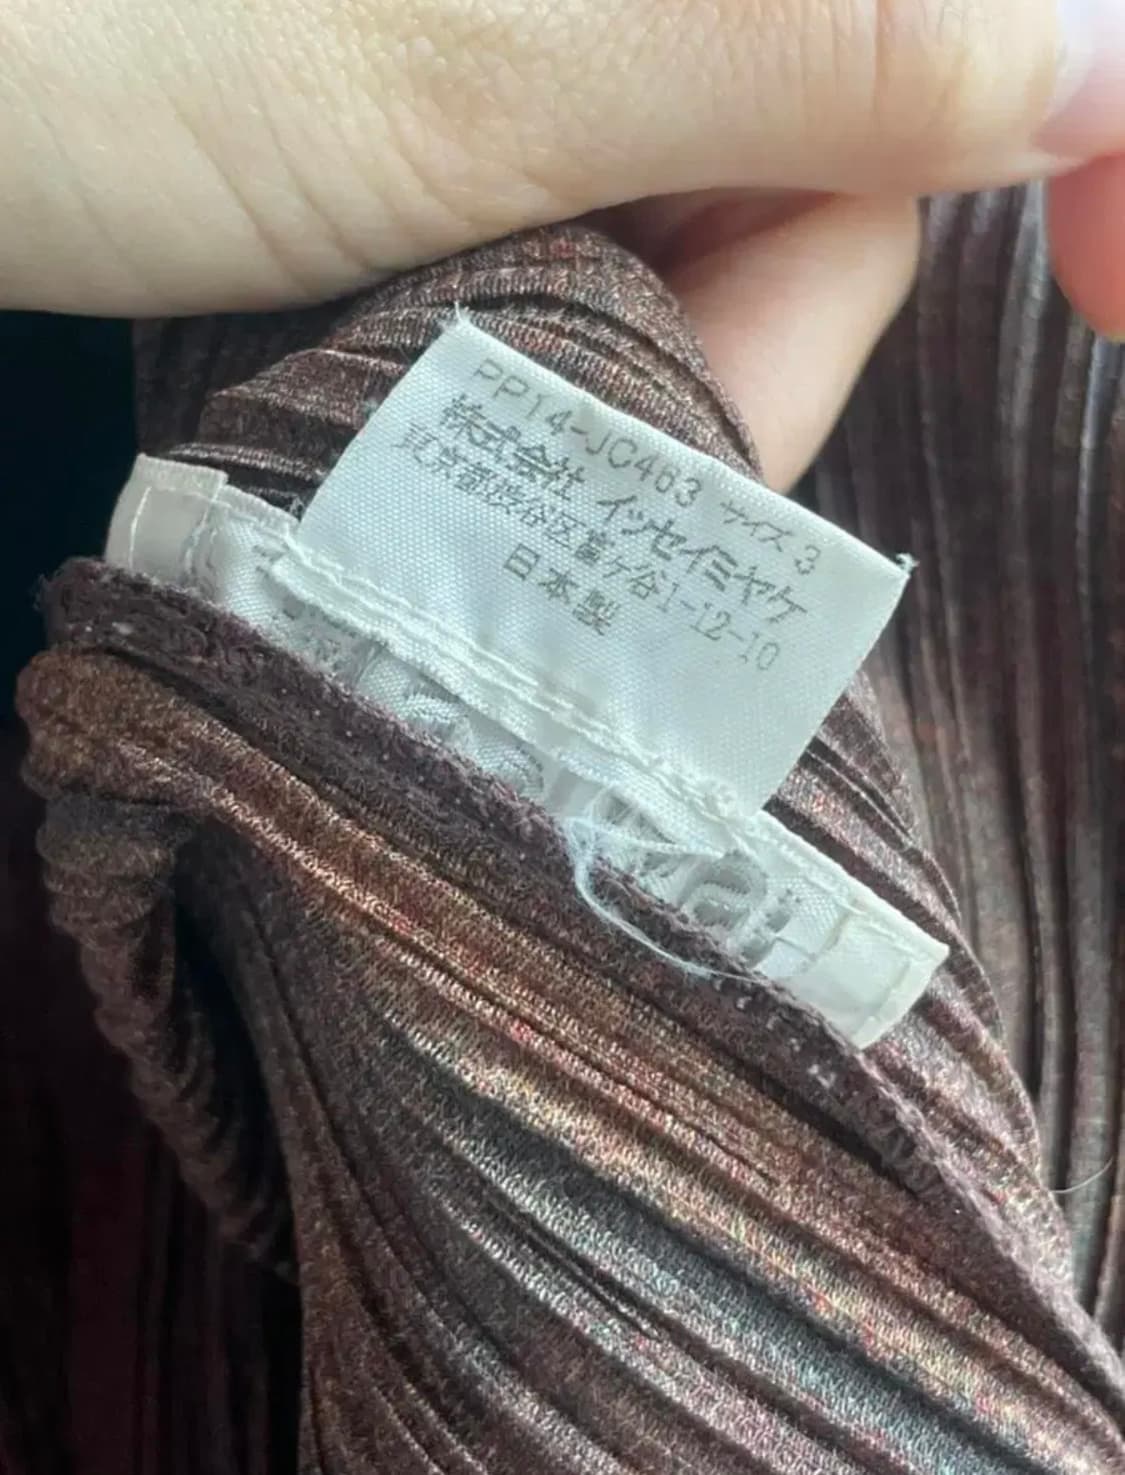 PP14-JC463 サイズ 3
株式会社 イッセイミヤケ
東京都渋谷区富ヶ谷1-12-10
日本製